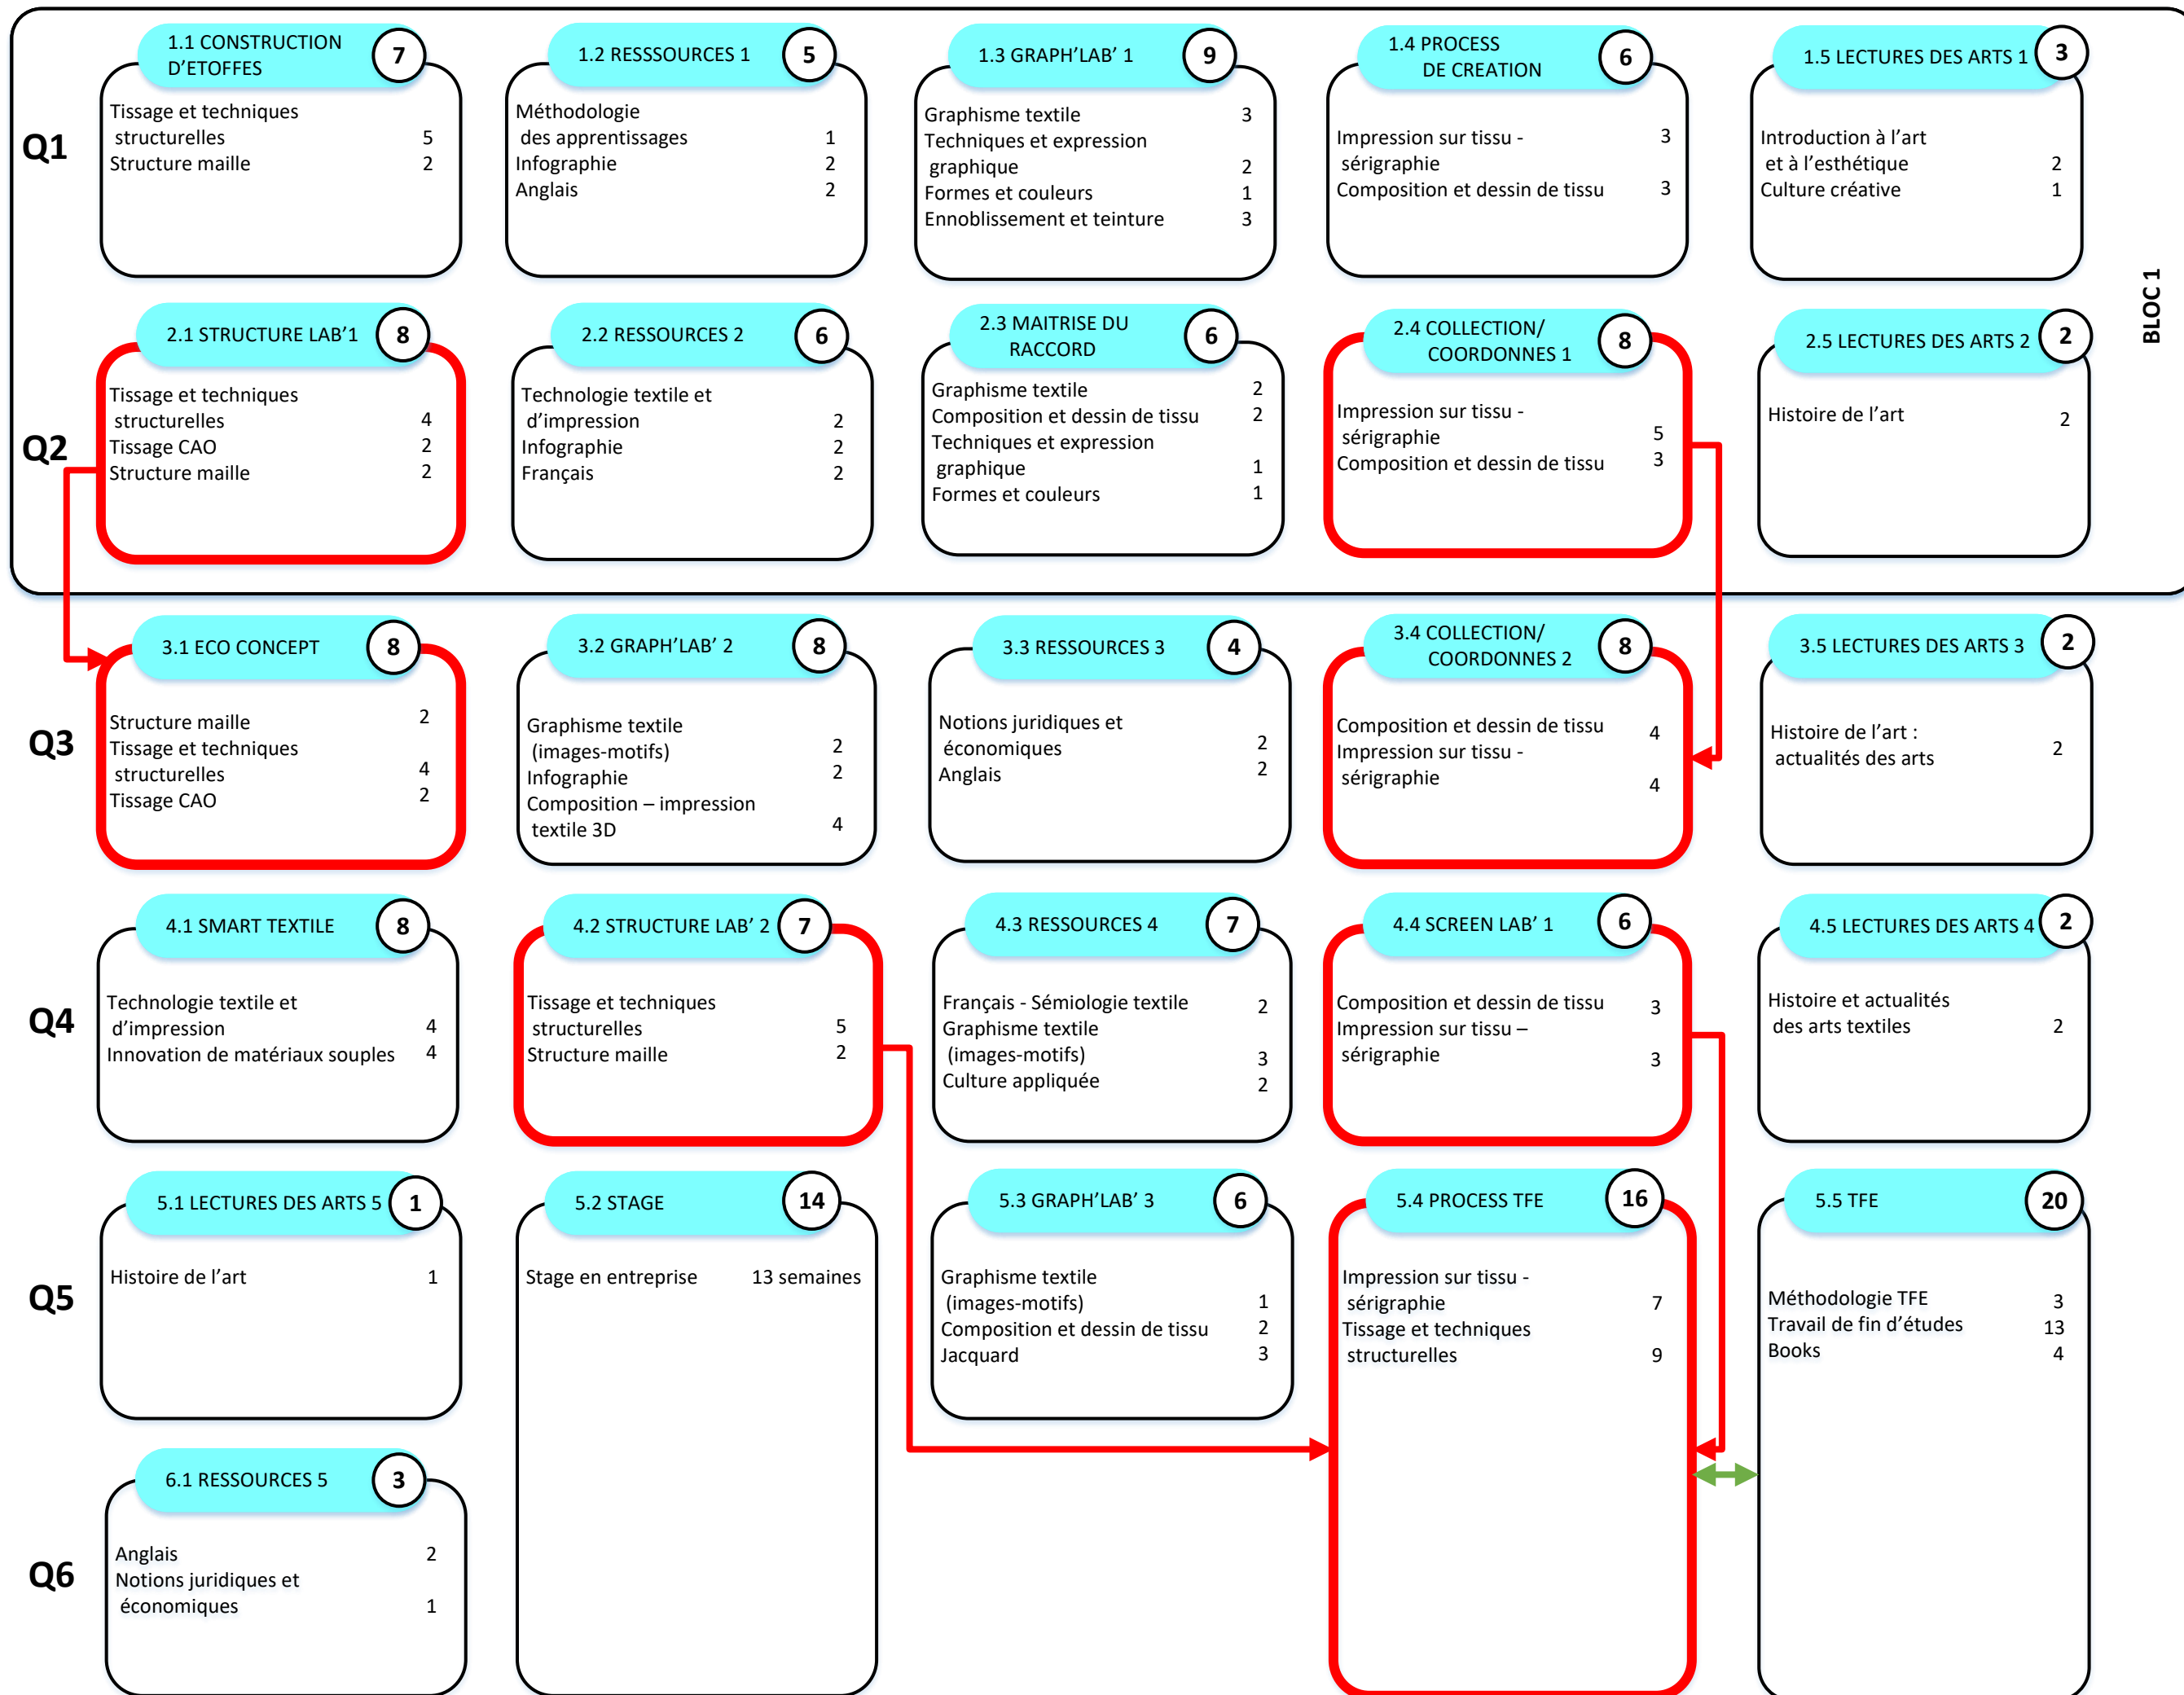 Q1
1.1 CONSTRUCTION
D'ETOFFES
7
Tissage et techniques
structurelles 5
Structure maille 2
1.2 RESSSOURCES 1
5
Méthodologie
des apprentissages 1
Infographie 2
Anglais 2
1.3 GRAPH'LAB' 1
9
Graphisme textile 3
Techniques et expression
graphique 2
Formes et couleurs 1
Ennoblissement et teinture 3
1.4 PROCESS
DE CREATION
6
Impression sur tissu - 3
sérigraphie
Composition et dessin de tissu 3
1.5 LECTURES DES ARTS 1
3
Introduction à l'art
et à l'esthétique 2
Culture créative 1
BLOC 1
Q2
2.1 STRUCTURE LAB'1
8
Tissage et techniques
structurelles 4
Tissage CAO 2
Structure maille 2
2.2 RESSOURCES 2
6
Technologie textile et
d'impression 2
Infographie 2
Français 2
2.3 MAITRISE DU
RACCORD
6
Graphisme textile 2
Composition et dessin de tissu 2
Techniques et expression
graphique 1
Formes et couleurs 1
2.4 COLLECTION/
COORDONNES 1
8
Impression sur tissu -
sérigraphie 5
Composition et dessin de tissu 3
2.5 LECTURES DES ARTS 2
2
Histoire de l'art 2
Q3
3.1 ECO CONCEPT
8
Structure maille 2
Tissage et techniques
structurelles 4
Tissage CAO 2
3.2 GRAPH'LAB' 2
8
Graphisme textile
(images-motifs) 2
Infographie 2
Composition – impression
textile 3D 4
3.3 RESSOURCES 3
4
Notions juridiques et
économiques 2
Anglais 2
3.4 COLLECTION/
COORDONNES 2
8
Composition et dessin de tissu 4
Impression sur tissu -
sérigraphie 4
3.5 LECTURES DES ARTS 3
2
Histoire de l'art :
actualités des arts 2
Q4
4.1 SMART TEXTILE
8
Technologie textile et
d'impression 4
Innovation de matériaux souples 4
4.2 STRUCTURE LAB' 2
7
Tissage et techniques
structurelles 5
Structure maille 2
4.3 RESSOURCES 4
7
Français - Sémiologie textile 2
Graphisme textile
(images-motifs) 3
Culture appliquée 2
4.4 SCREEN LAB' 1
6
Composition et dessin de tissu 3
Impression sur tissu –
sérigraphie 3
4.5 LECTURES DES ARTS 4
2
Histoire et actualités
des arts textiles 2
Q5
5.1 LECTURES DES ARTS 5
1
Histoire de l'art 1
5.2 STAGE
14
Stage en entreprise 13 semaines
5.3 GRAPH'LAB' 3
6
Graphisme textile
(images-motifs) 1
Composition et dessin de tissu 2
Jacquard 3
5.4 PROCESS TFE
16
Impression sur tissu -
sérigraphie 7
Tissage et techniques
structurelles 9
5.5 TFE
20
Méthodologie TFE 3
Travail de fin d'études 13
Books 4
Q6
6.1 RESSOURCES 5
3
Anglais 2
Notions juridiques et
économiques 1